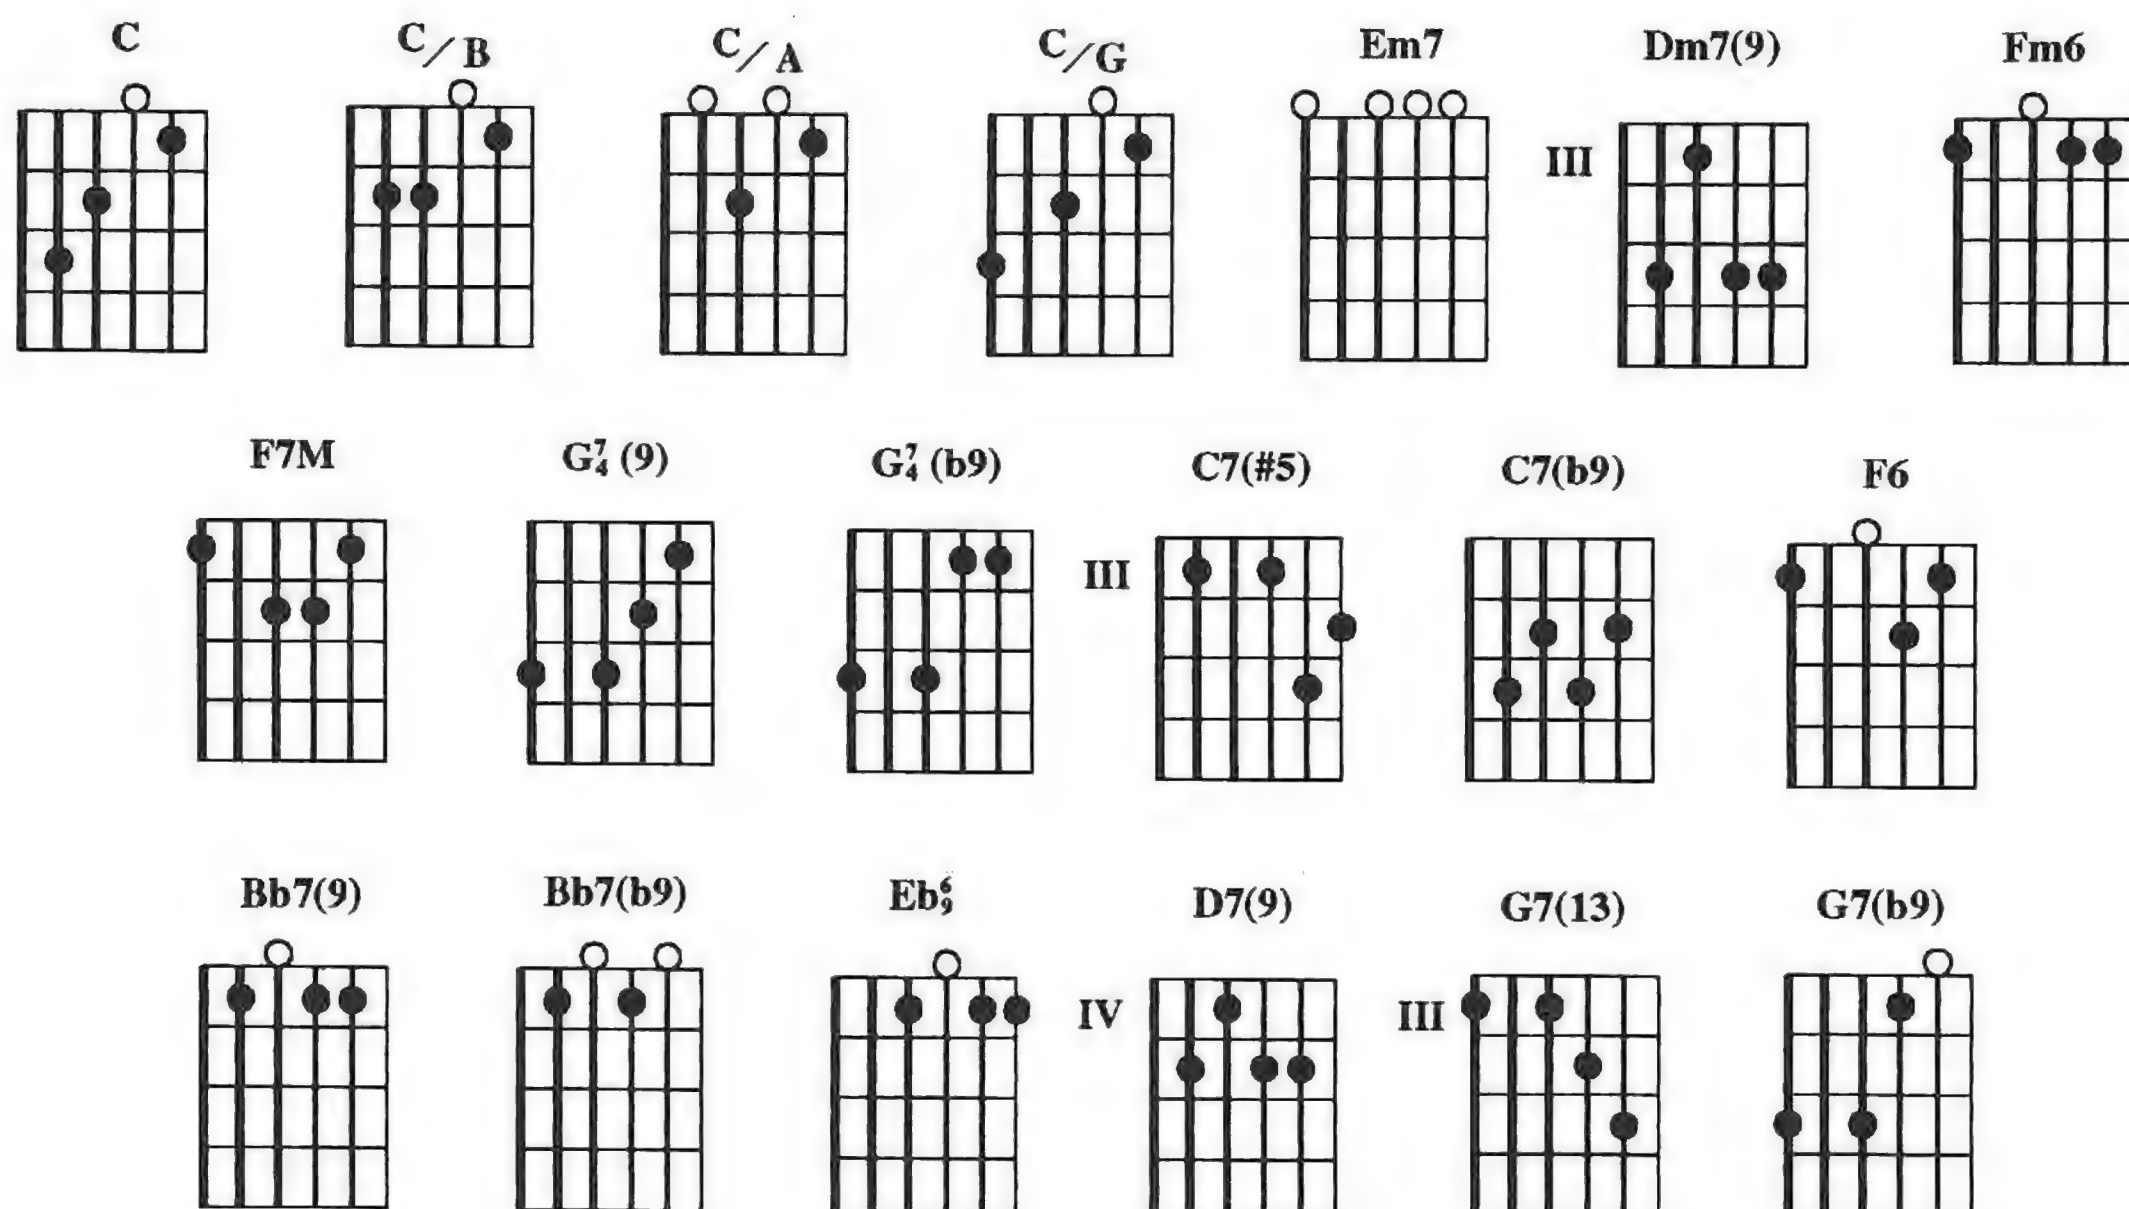 C C/B C/A C/G Em7 Dm7(9) Fm6
III
F7M G7/4 (9) G7/4 (b9) C7(#5) C7(b9) F6
III
Bb7(9) Bb7(b9) Eb6/9 D7(9) G7(13) G7(b9)
IV III